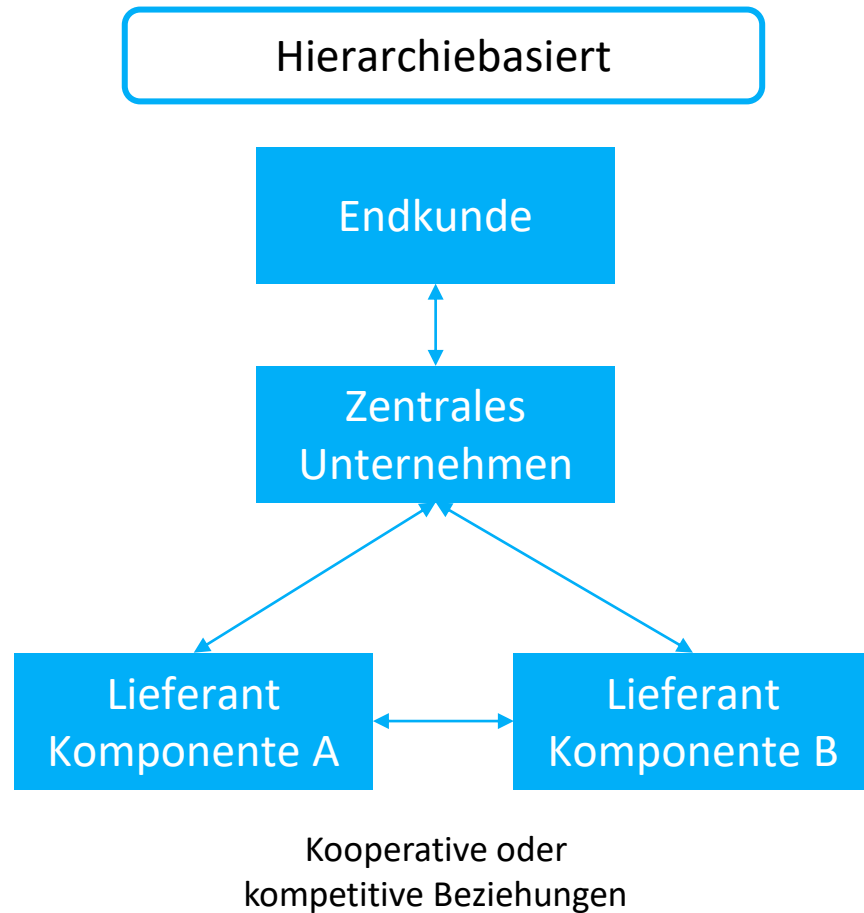 Hierarchiebasiert
Endkunde
Zentrales
Unternehmen
Lieferant
Komponente A
Lieferant
Komponente B
Kooperative oder
kompetitive Beziehungen